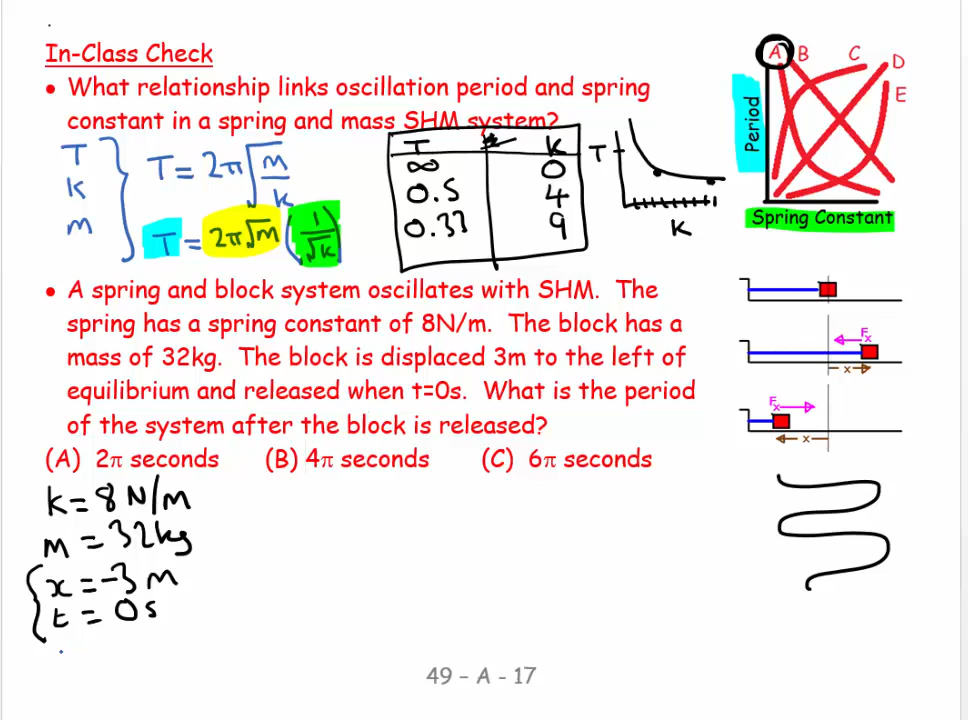 In-Class Check
• What relationship links oscillation period and spring
constant in a spring and mass SHM system?
T
k
m
T = 2π√m/k
T = 2π√m (1/√k)
T K
∞ 0
0.5 4
0.33 9
T
K
A B C D
E
Period
Spring Constant
• A spring and block system oscillates with SHM. The
spring has a spring constant of 8N/m. The block has a
mass of 32kg. The block is displaced 3m to the left of
equilibrium and released when t=0s. What is the period
of the system after the block is released?
(A) 2π seconds (B) 4π seconds (C) 6π seconds
Fx
x
Fx
x
k = 8 N/m
m = 32kg
x = -3 m
t = 0s
49 – A - 17